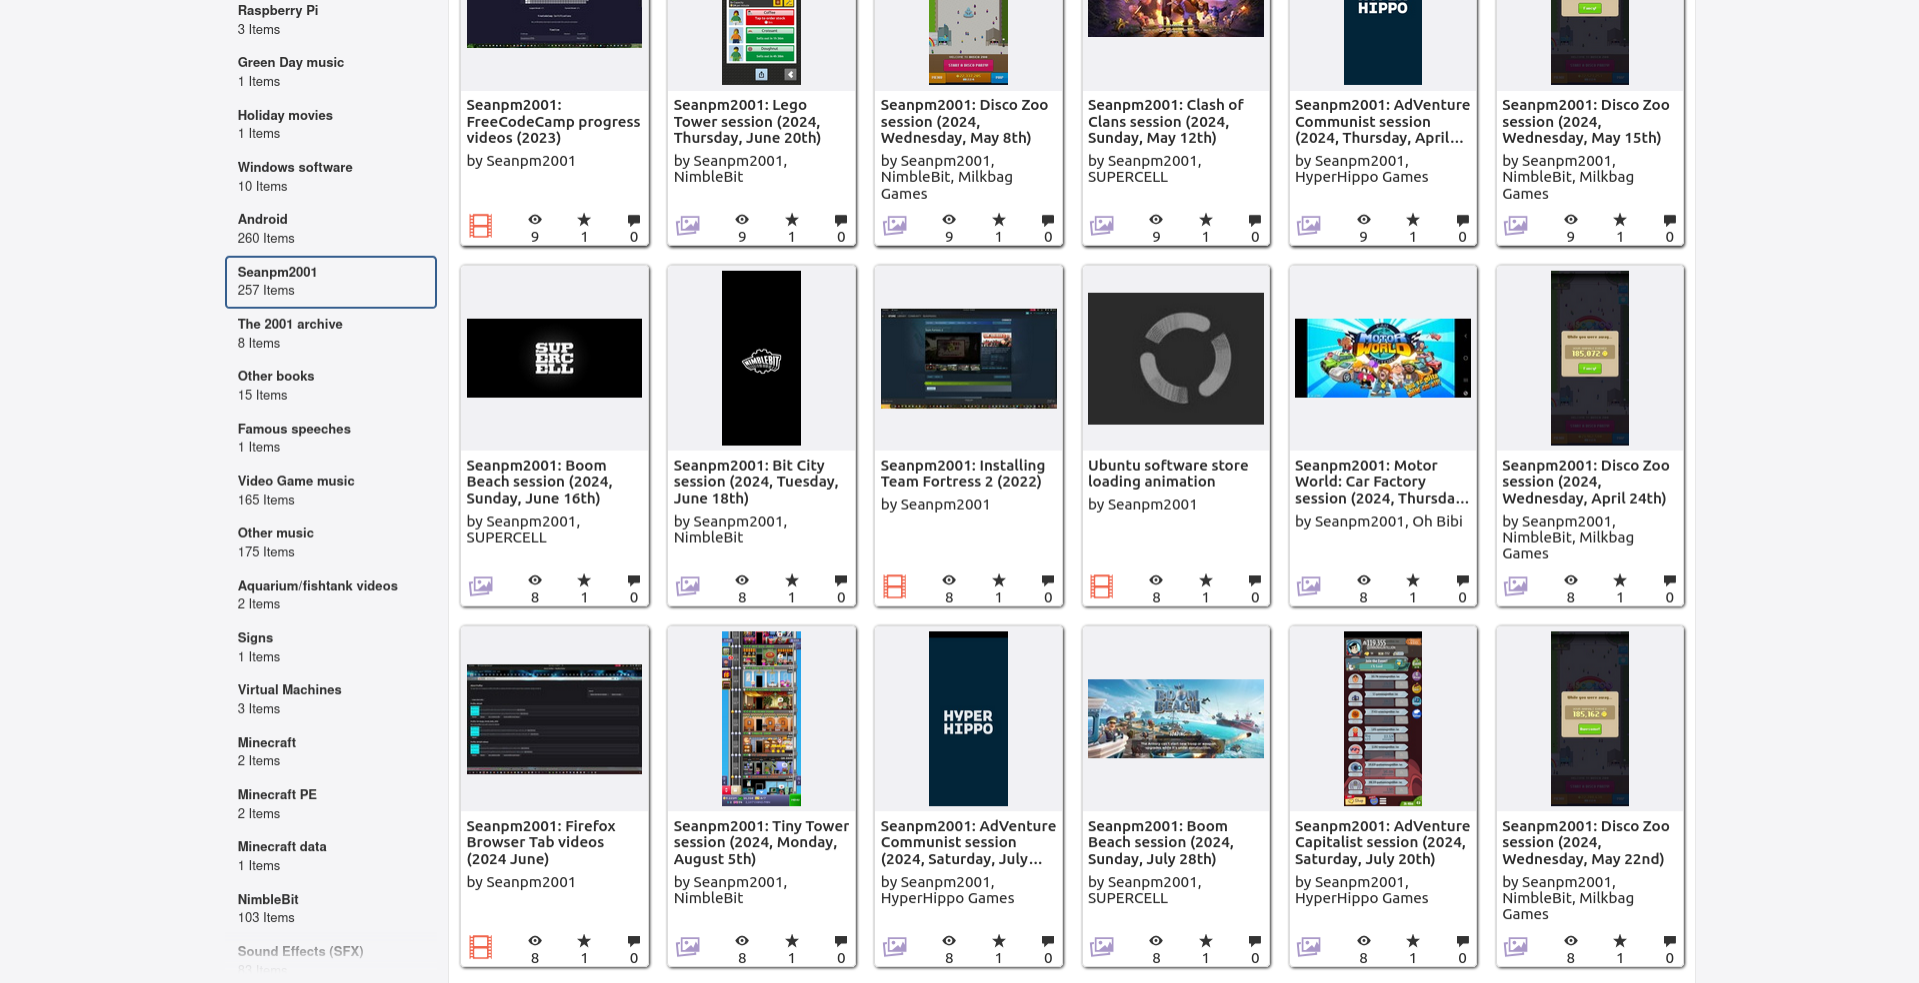 Raspberry Pi
3 Items
Green Day music
1 Items
Holiday movies
1 Items
Windows software
10 Items
Android
260 Items
Seanpm2001
257 Items
The 2001 archive
8 Items
Other books
15 Items
Famous speeches
1 Items
Video Game music
165 Items
Other music
175 Items
Aquarium/fishtank videos
2 Items
Signs
1 Items
Virtual Machines
3 Items
Minecraft
2 Items
Minecraft PE
2 Items
Minecraft data
1 Items
NimbleBit
103 Items
Sound Effects (SFX)
Seanpm2001:
FreeCodeCamp progress
videos (2023)
by Seanpm2001
9
1
0
Coffee
Croissant
Doughnut
Seanpm2001: Lego
Tower session (2024,
Thursday, June 20th)
by Seanpm2001,
NimbleBit
9
1
0
Seanpm2001: Disco Zoo
session (2024,
Wednesday, May 8th)
by Seanpm2001,
NimbleBit, Milkbag
Games
9
1
0
Seanpm2001: Clash of
Clans session (2024,
Sunday, May 12th)
by Seanpm2001,
SUPERCELL
9
1
0
HIPPO
Seanpm2001: AdVenture
Communist session
(2024, Thursday, April...
by Seanpm2001,
HyperHippo Games
9
1
0
Seanpm2001: Disco Zoo
session (2024,
Wednesday, May 15th)
by Seanpm2001,
NimbleBit, Milkbag
Games
9
1
0
SUP
ERC
ELL
Seanpm2001: Boom
Beach session (2024,
Sunday, June 16th)
by Seanpm2001,
SUPERCELL
8
1
0
NIMBLEBIT
Seanpm2001: Bit City
session (2024, Tuesday,
June 18th)
by Seanpm2001,
NimbleBit
8
1
0
Seanpm2001: Installing
Team Fortress 2 (2022)
by Seanpm2001
8
1
0
Ubuntu software store
loading animation
by Seanpm2001
8
1
0
MOTOR
WORLD
Seanpm2001: Motor
World: Car Factory
session (2024, Thursda...
by Seanpm2001, Oh Bibi
8
1
0
While you were away...
185,072
Seanpm2001: Disco Zoo
session (2024,
Wednesday, April 24th)
by Seanpm2001,
NimbleBit, Milkbag
Games
8
1
0
Seanpm2001: Firefox
Browser Tab videos
(2024 June)
by Seanpm2001
8
1
0
Seanpm2001: Tiny Tower
session (2024, Monday,
August 5th)
by Seanpm2001,
NimbleBit
8
1
0
HYPER
HIPPO
Seanpm2001: AdVenture
Communist session
(2024, Saturday, July...
by Seanpm2001,
HyperHippo Games
8
1
0
BOOM
BEACH
Seanpm2001: Boom
Beach session (2024,
Sunday, July 28th)
by Seanpm2001,
SUPERCELL
8
1
0
Seanpm2001: AdVenture
Capitalist session (2024,
Saturday, July 20th)
by Seanpm2001,
HyperHippo Games
8
1
0
While you were away...
185,162
Seanpm2001: Disco Zoo
session (2024,
Wednesday, May 22nd)
by Seanpm2001,
NimbleBit, Milkbag
Games
8
1
0